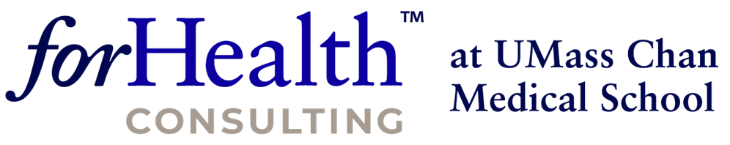 forHealth™
CONSULTING
at UMass Chan
Medical School